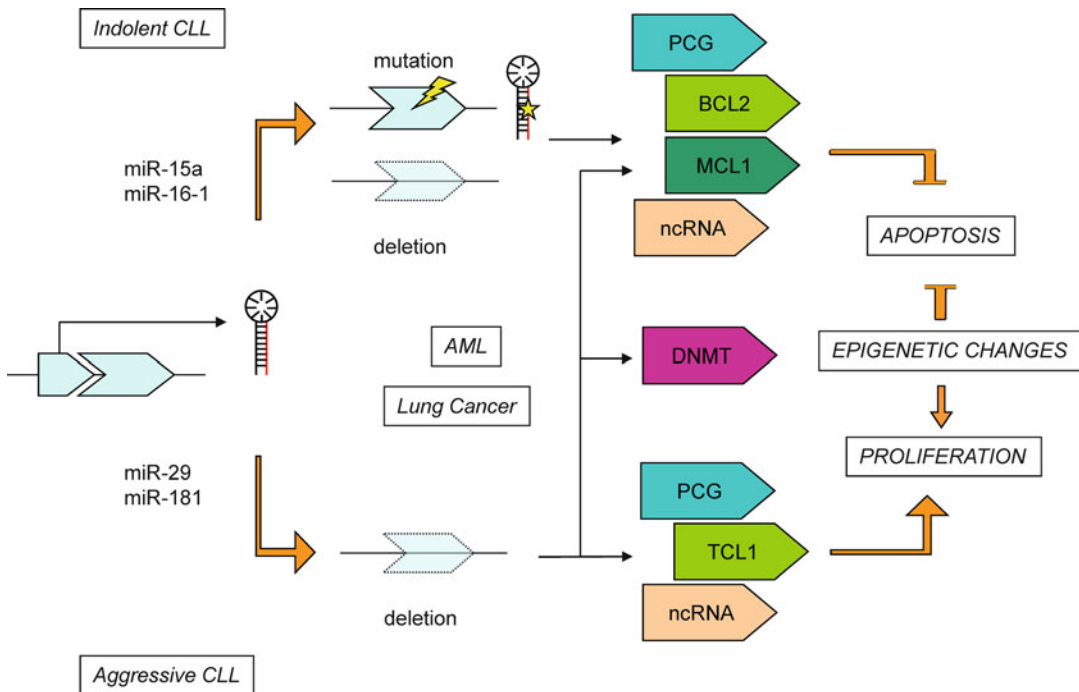 Indolent CLL
mutation
miR-15a
miR-16-1
deletion
PCG
BCL2
MCL1
ncRNA
APOPTOSIS
AML
Lung Cancer
DNMT
EPIGENETIC CHANGES
PROLIFERATION
miR-29
miR-181
deletion
PCG
TCL1
ncRNA
Aggressive CLL